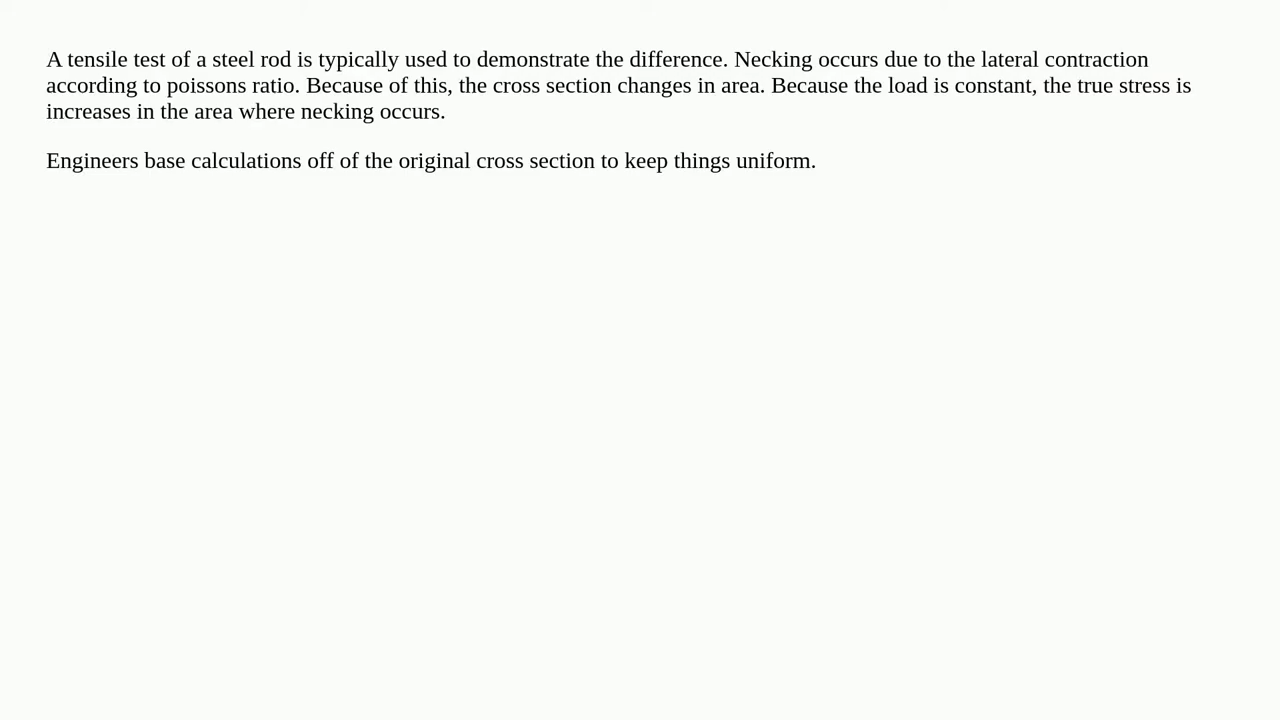 A tensile test of a steel rod is typically used to demonstrate the difference. Necking occurs due to the lateral contraction
according to poissons ratio. Because of this, the cross section changes in area. Because the load is constant, the true stress is
increases in the area where necking occurs.
Engineers base calculations off of the original cross section to keep things uniform.